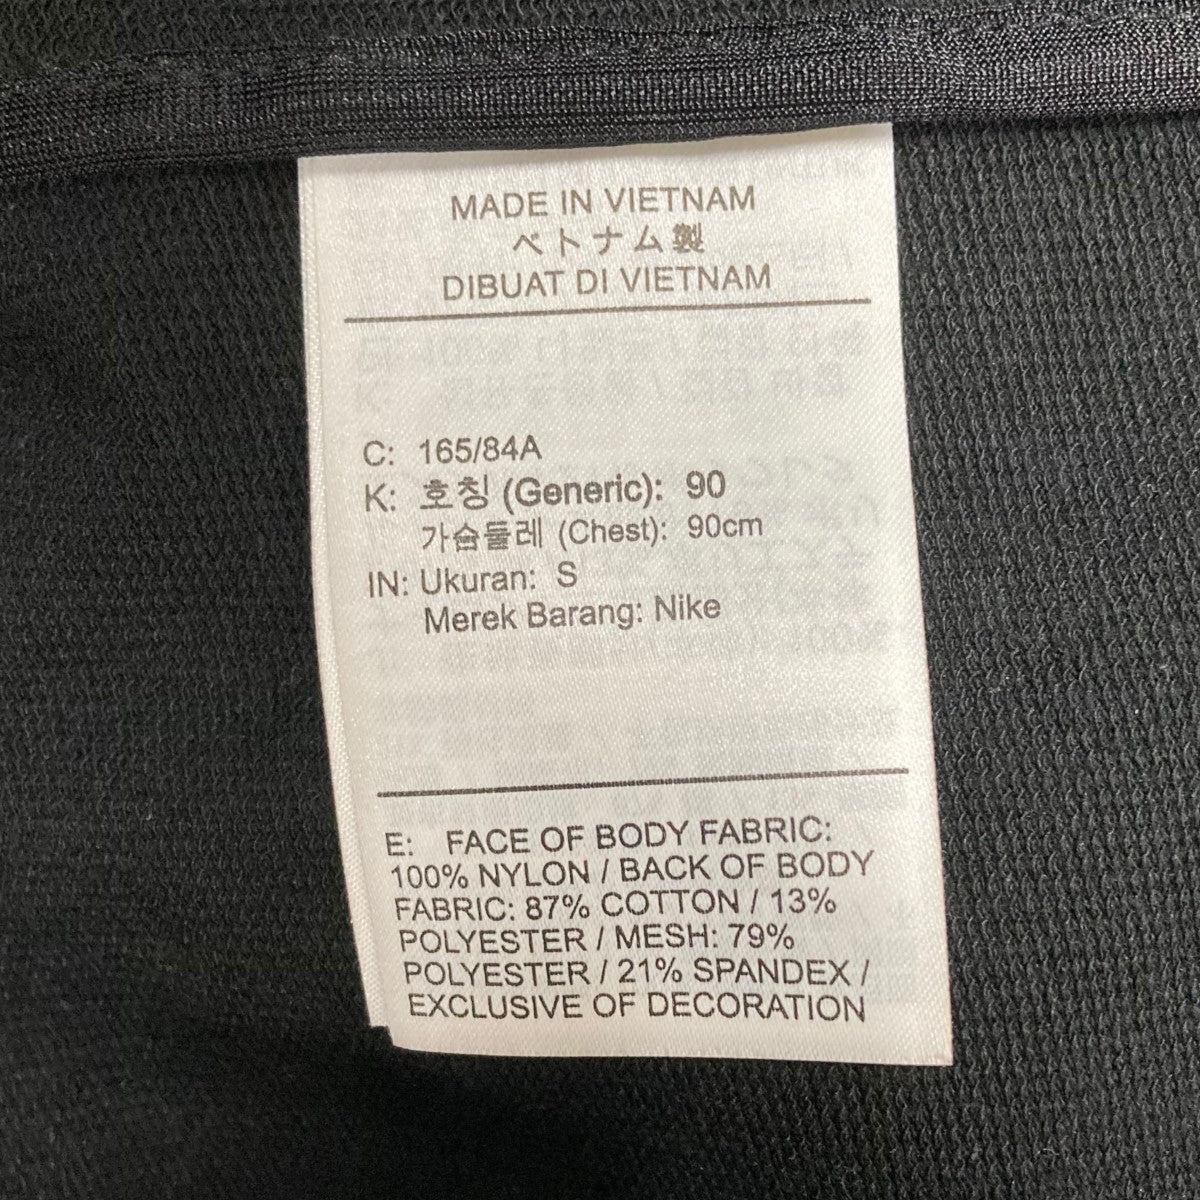 MADE IN VIETNAM
ベトナム製
DIBUAT DI VIETNAM
C: 165/84A
K: 호칭 (Generic): 90
가슴둘레 (Chest): 90cm
IN: Ukuran: S
Merek Barang: Nike
E: FACE OF BODY FABRIC:
100% NYLON / BACK OF BODY
FABRIC: 87% COTTON / 13%
POLYESTER / MESH: 79%
POLYESTER / 21% SPANDEX /
EXCLUSIVE OF DECORATION